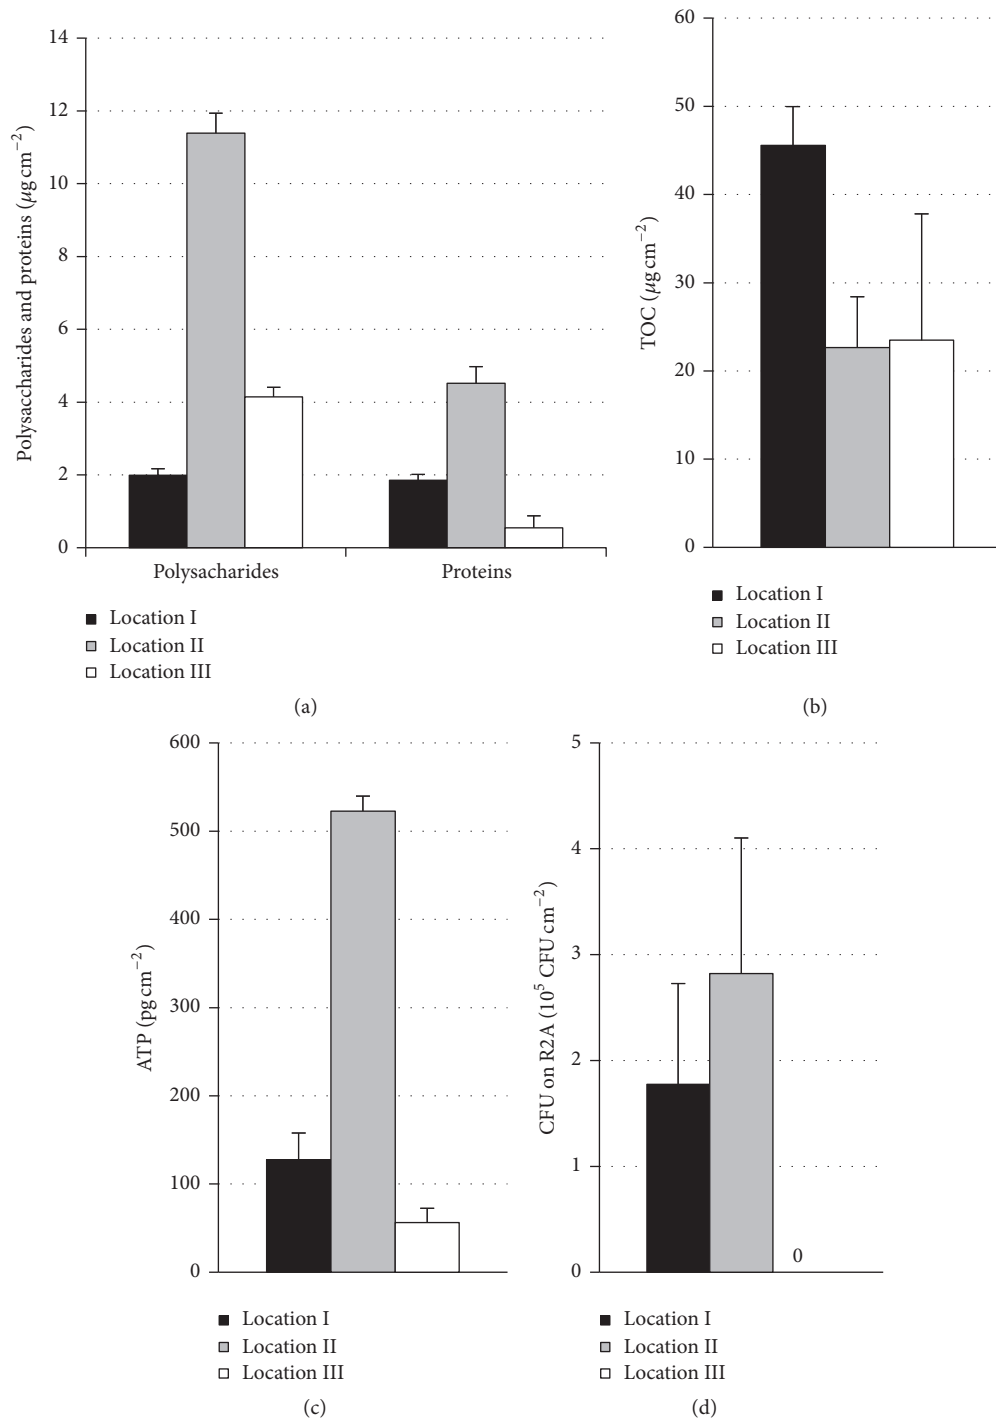 14
12
10
8
6
4
2
0
Polysaccharides and proteins (μg cm⁻²)
Polysacharides Proteins
Location I
Location II
Location III
(a)
60
50
40
30
20
10
0
TOC (μg cm⁻²)
Location I
Location II
Location III
(b)
600
500
400
300
200
100
0
ATP (pg cm⁻²)
Location I
Location II
Location III
(c)
5
4
3
2
1
0
CFU on R2A (10⁵ CFU cm⁻²)
0
Location I
Location II
Location III
(d)